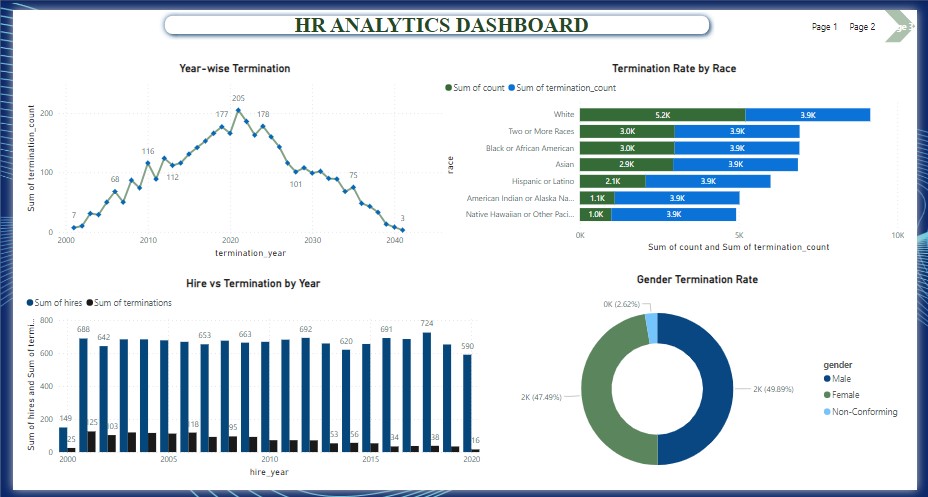 HR ANALYTICS DASHBOARD
Page 1 Page 2
Year-wise Termination
Sum of termination_count
200
100
0
7
68
116
112
177
205
178
101
75
3
2000 2010 2020 2030 2040
termination_year
Termination Rate by Race
Sum of count Sum of termination_count
race
White 5.2K 3.9K
Two or More Races 3.0K 3.9K
Black or African American 3.0K 3.9K
Asian 2.9K 3.9K
Hispanic or Latino 2.1K 3.9K
American Indian or Alaska Na... 1.1K 3.9K
Native Hawaiian or Other Paci... 1.0K 3.9K
0K 5K 10K
Sum of count and Sum of termination_count
Hire vs Termination by Year
Sum of hires Sum of terminations
Sum of hires and Sum of termi...
800
600
400
200
0
149 688 642 653 663 692 620 691 724 590
25 125 103 118 95 53 56 34 38 16
2000 2005 2010 2015 2020
hire_year
Gender Termination Rate
0K (2.62%)
2K (47.49%)
2K (49.89%)
gender
Male
Female
Non-Conforming